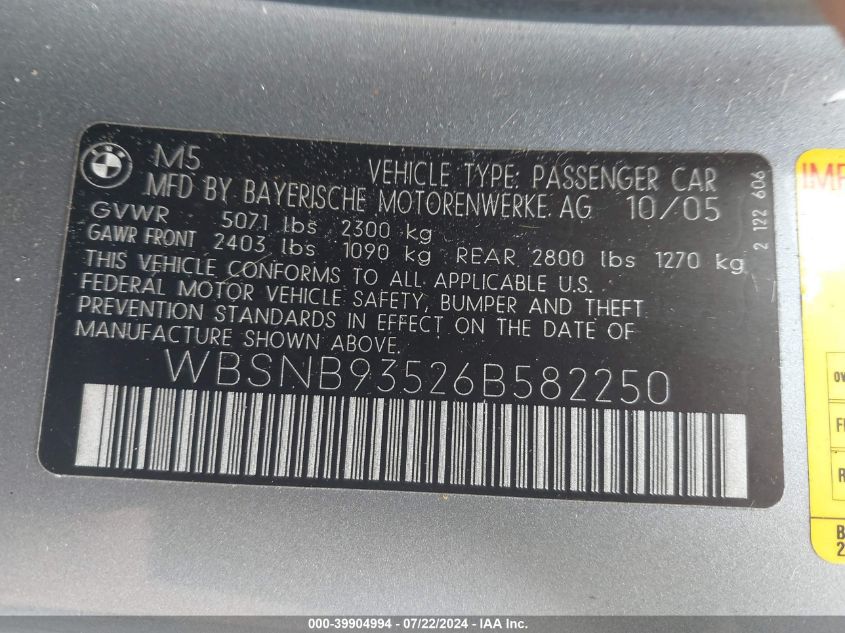 BMW
M5 VEHICLE TYPE: PASSENGER CAR
MFD BY BAYERISCHE MOTORENWERKE AG 10/05
GVWR 5071 lbs 2300 kg
GAWR FRONT 2403 lbs 1090 kg REAR 2800 lbs 1270 kg
THIS VEHICLE CONFORMS TO ALL APPLICABLE U.S.
FEDERAL MOTOR VEHICLE SAFETY, BUMPER AND THEFT
PREVENTION STANDARDS IN EFFECT ON THE DATE OF
MANUFACTURE SHOWN ABOVE.
WBSNB93526B582250
2 122 606
000-39904994 - 07/22/2024 - IAA Inc.